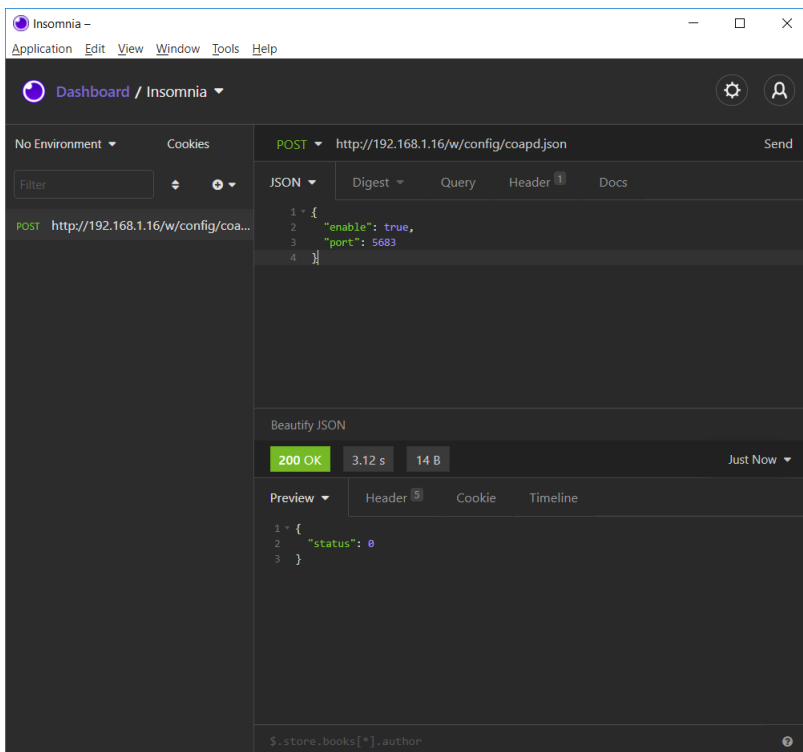 Insomnia –
Application Edit View Window Tools Help
Dashboard / Insomnia
No Environment Cookies
POST http://192.168.1.16/w/config/coapd.json Send
Filter
JSON Digest Query Header 1 Docs
POST http://192.168.1.16/w/config/coa...
1 {
2 "enable": true,
3 "port": 5683
4 }
Beautify JSON
200 OK 3.12 s 14 B Just Now
Preview Header 5 Cookie Timeline
1 {
2 "status": 0
3 }
$.store.books[*].author